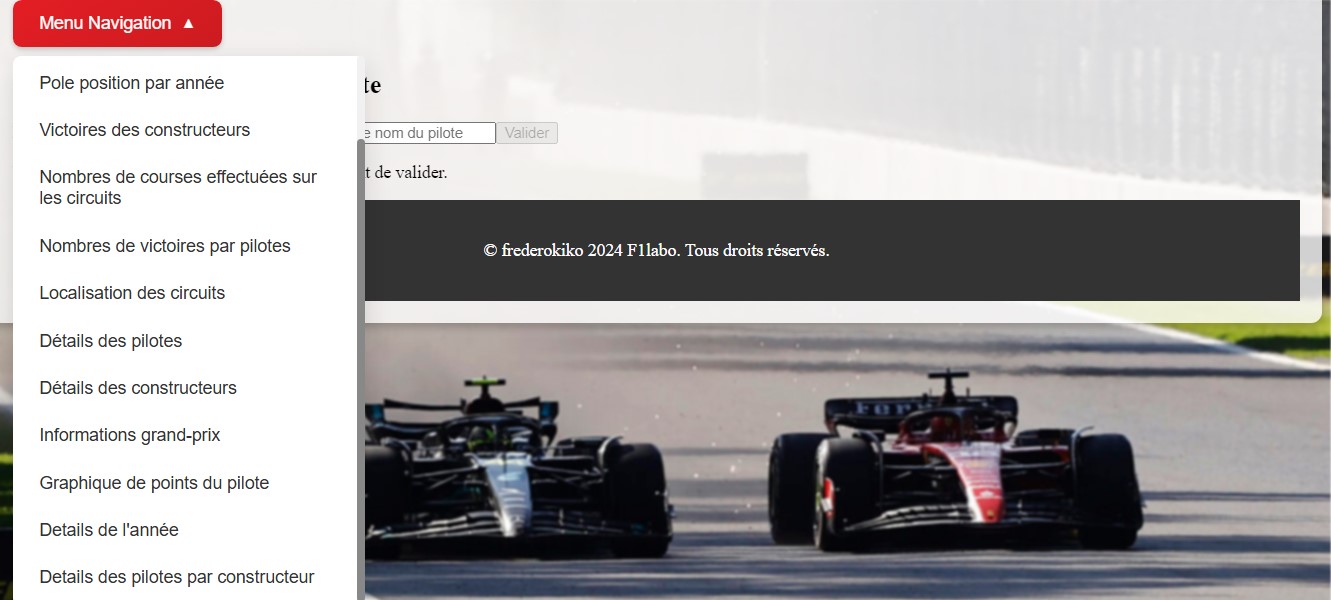 Menu Navigation ▲
Pole position par année
Victoires des constructeurs
Nombres de courses effectuées sur
les circuits
Nombres de victoires par pilotes
Localisation des circuits
Détails des pilotes
Détails des constructeurs
Informations grand-prix
Graphique de points du pilote
Details de l'année
Details des pilotes par constructeur
te
e nom du pilote Valider
t de valider.
© frederokiko 2024 F1labo. Tous droits réservés.